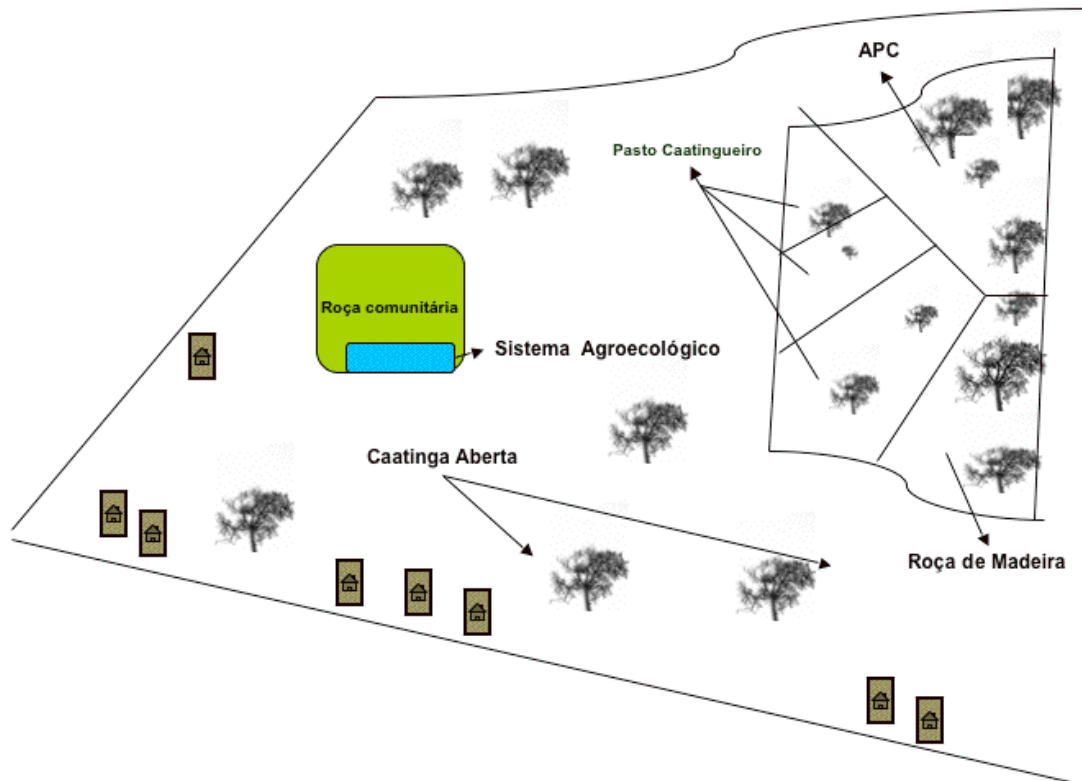 APC
Pasto Caatingueiro
Roça comunitária
Sistema Agroecológico
Caatinga Aberta
Roça de Madeira